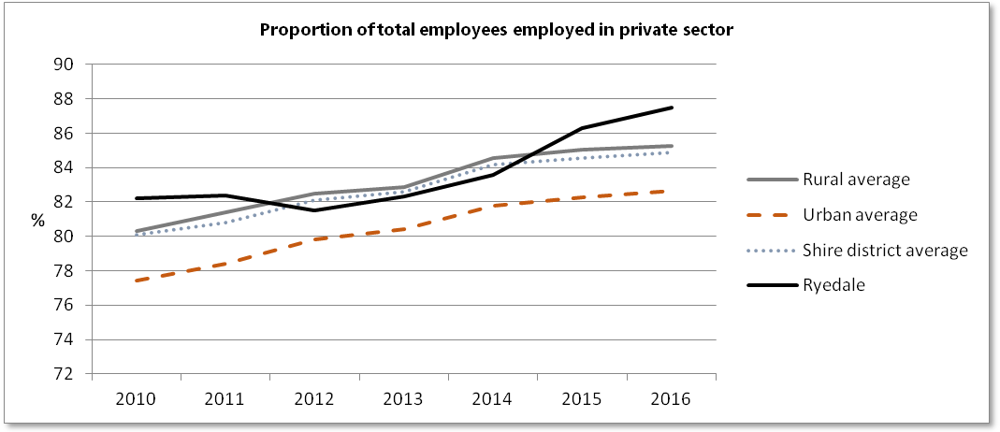 Proportion of total employees employed in private sector
90
88
86
84
82
80
78
76
74
72
%
2010 2011 2012 2013 2014 2015 2016
Rural average
Urban average
Shire district average
Ryedale